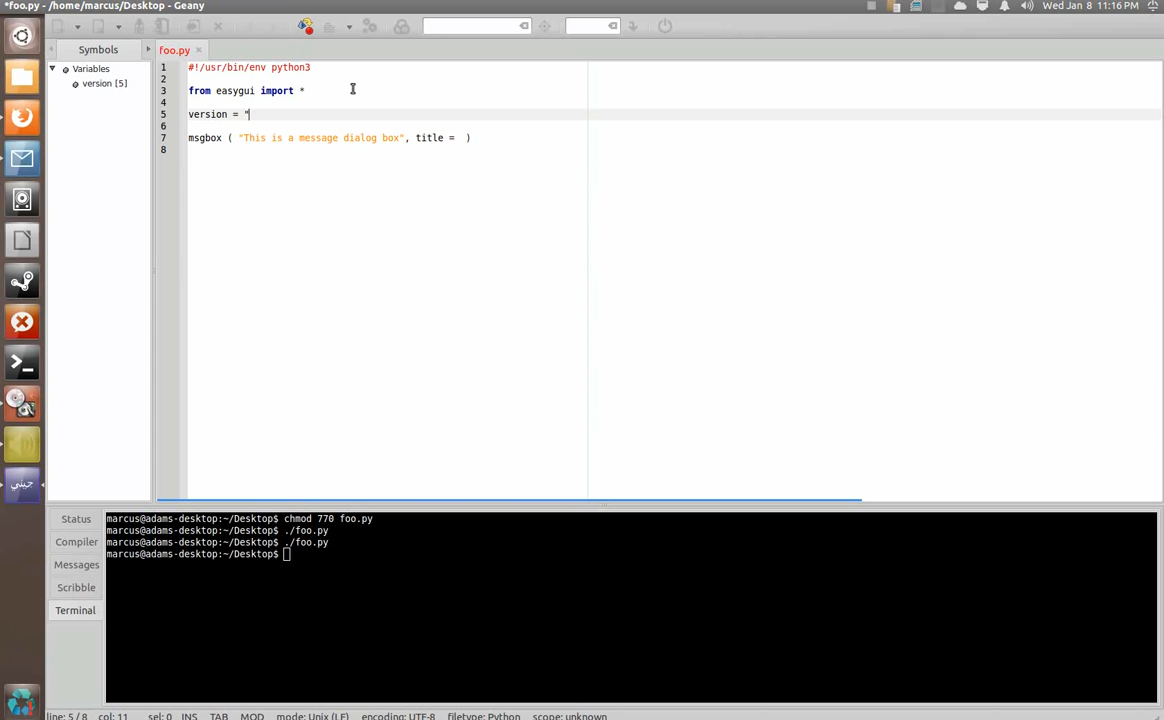 *foo.py - /home/marcus/Desktop - Geany
Wed Jan 8 11:16 PM
Symbols
foo.py
Variables
version [5]
1 #!/usr/bin/env python3
2
3 from easygui import *
4
5 version = "
6
7 msgbox ( "This is a message dialog box", title =  )
8
جيني
Status
Compiler
Messages
Scribble
Terminal
marcus@adams-desktop:~/Desktop$ chmod 770 foo.py
marcus@adams-desktop:~/Desktop$ ./foo.py
marcus@adams-desktop:~/Desktop$ ./foo.py
marcus@adams-desktop:~/Desktop$
line: 5 / 8 col: 11 sel: 0 INS TAB MOD mode: Unix (LF) encoding: UTF-8 filetype: Python scope: unknown